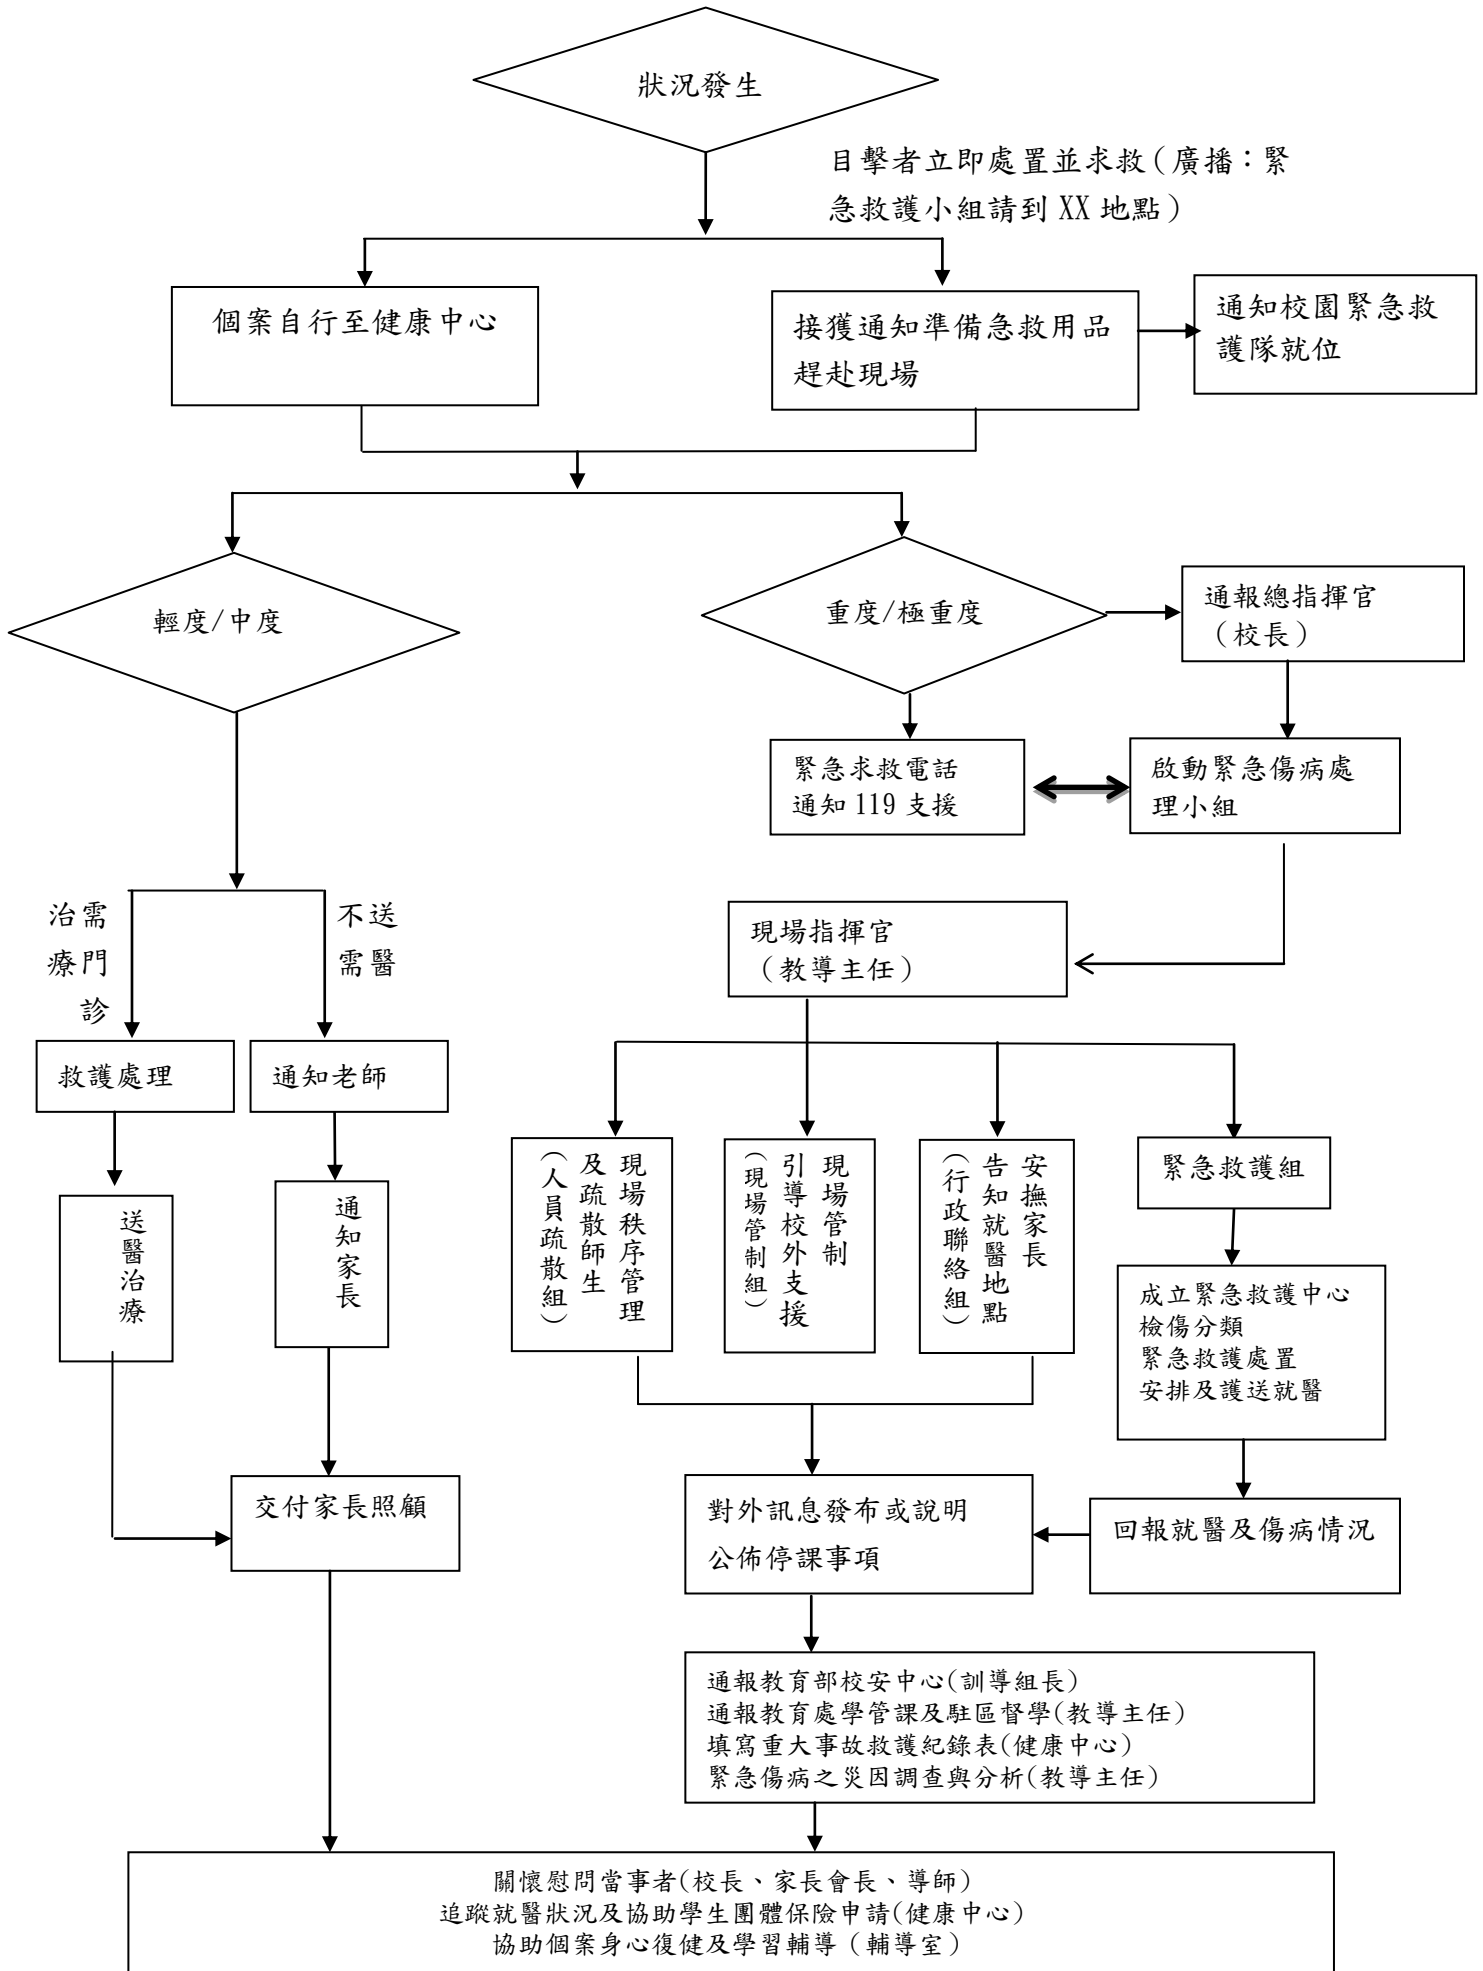 狀況發生
目擊者立即處置並求救（廣播：緊
急救護小組請到 XX 地點）
個案自行至健康中心
接獲通知準備急救用品
趕赴現場
通知校園緊急救
護隊就位
輕度/中度
重度/極重度
通報總指揮官
（校長）
緊急求救電話
通知 119 支援
啟動緊急傷病處
理小組
需門診
治療
送醫
不需
現場指揮官
（教導主任）
救護處理
通知老師
送醫治療
通知家長
現場秩序管理
及疏散師生
（人員疏散組）
現場管制
引導校外支援
（現場管制組）
安撫家長
告知就醫地點
（行政聯絡組）
緊急救護組
成立緊急救護中心
檢傷分類
緊急救護處置
安排及護送就醫
交付家長照顧
對外訊息發布或說明
公佈停課事項
回報就醫及傷病情況
通報教育部校安中心(訓導組長)
通報教育處學管課及駐區督學(教導主任)
填寫重大事故救護紀錄表(健康中心)
緊急傷病之災因調查與分析(教導主任)
關懷慰問當事者(校長、家長會長、導師)
追蹤就醫狀況及協助學生團體保險申請(健康中心)
協助個案身心復健及學習輔導（輔導室）